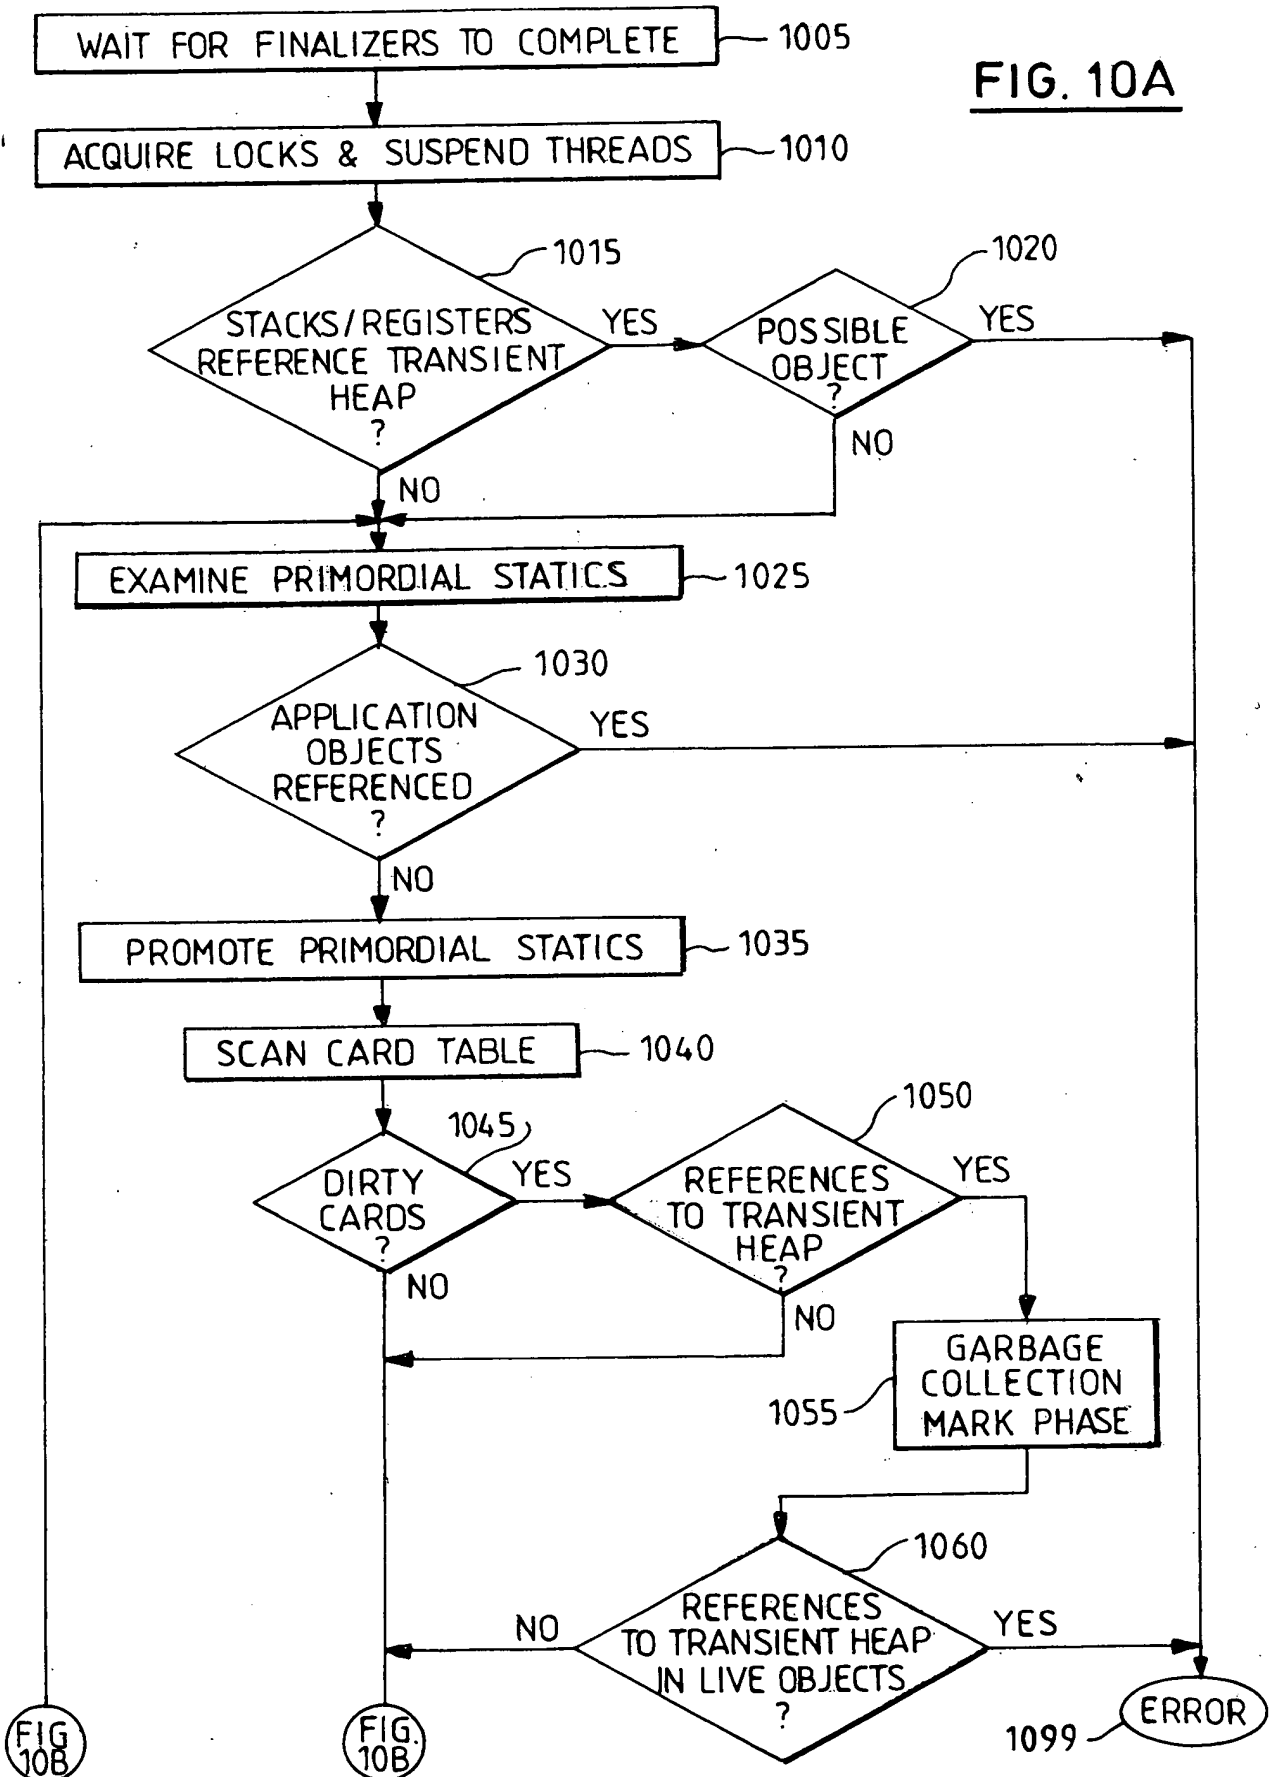 WAIT FOR FINALIZERS TO COMPLETE
1005
FIG. 10A
ACQUIRE LOCKS & SUSPEND THREADS
1010
1015
STACKS/REGISTERS
REFERENCE TRANSIENT
HEAP
?
YES
NO
1020
POSSIBLE
OBJECT
?
YES
NO
EXAMINE PRIMORDIAL STATICS
1025
1030
APPLICATION
OBJECTS
REFERENCED
?
YES
NO
PROMOTE PRIMORDIAL STATICS
1035
SCAN CARD TABLE
1040
1045
DIRTY
CARDS
?
YES
NO
1050
REFERENCES
TO TRANSIENT
HEAP
?
YES
NO
GARBAGE
COLLECTION
MARK PHASE
1055
1060
REFERENCES
TO TRANSIENT HEAP
IN LIVE OBJECTS
?
NO
YES
FIG
10B
FIG.
10B
ERROR
1099